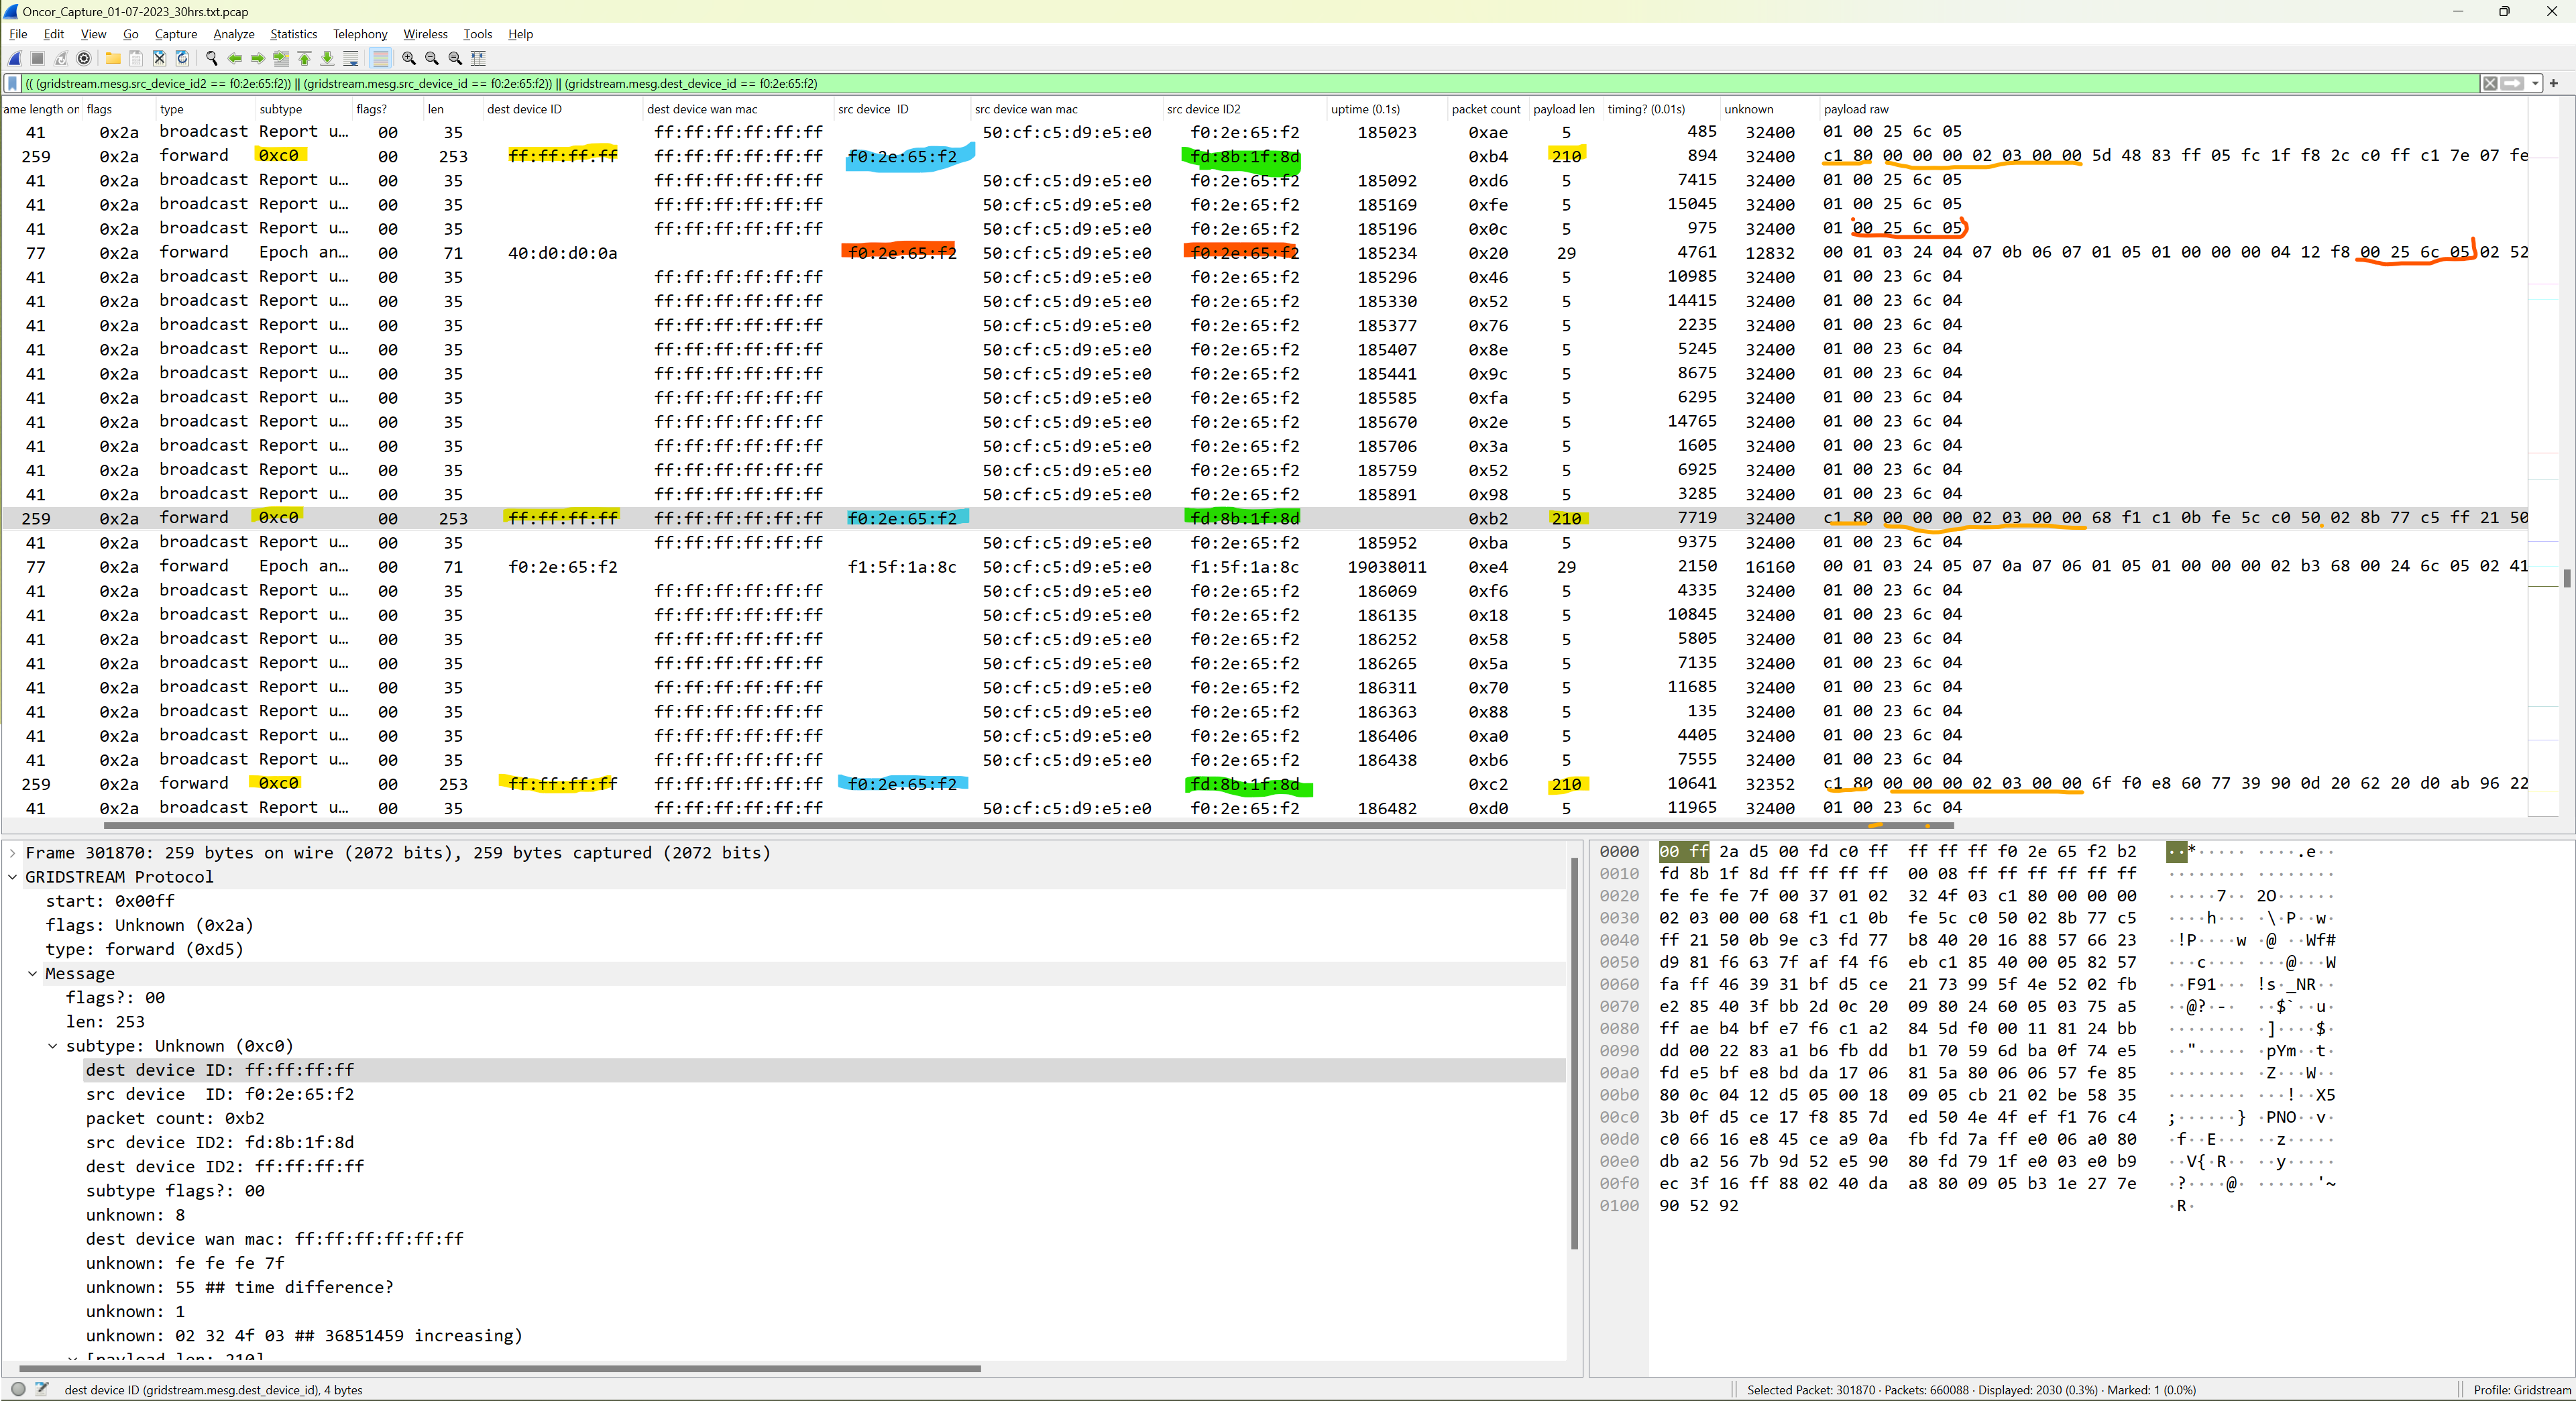 Oncor_Capture_01-07-2023_30hrs.txt.pcap
File Edit View Go Capture Analyze Statistics Telephony Wireless Tools Help
(( (gridstream.mesg.src_device_id2 == f0:2e:65:f2)) || (gridstream.mesg.src_device_id == f0:2e:65:f2)) || (gridstream.mesg.dest_device_id == f0:2e:65:f2)
ame length on flags type subtype flags? len dest device ID dest device wan mac src device ID src device wan mac src device ID2 uptime (0.1s) packet count payload len timing? (0.01s) unknown payload raw
41 0x2a broadcast Report u… 00 35 ff:ff:ff:ff:ff:ff 50:cf:c5:d9:e5:e0 f0:2e:65:f2 185023 0xae 5 485 32400 01 00 25 6c 05
259 0x2a forward 0xc0 00 253 ff:ff:ff:ff ff:ff:ff:ff:ff:ff f0:2e:65:f2 fd:8b:1f:8d 0xb4 210 894 32400 c1 80 00 00 00 02 03 00 00 5d 48 83 ff 05 fc 1f f8 2c c0 ff c1 7e 07 fe
41 0x2a broadcast Report u… 00 35 ff:ff:ff:ff:ff:ff 50:cf:c5:d9:e5:e0 f0:2e:65:f2 185092 0xd6 5 7415 32400 01 00 25 6c 05
41 0x2a broadcast Report u… 00 35 ff:ff:ff:ff:ff:ff 50:cf:c5:d9:e5:e0 f0:2e:65:f2 185169 0xfe 5 15045 32400 01 00 25 6c 05
41 0x2a broadcast Report u… 00 35 ff:ff:ff:ff:ff:ff 50:cf:c5:d9:e5:e0 f0:2e:65:f2 185196 0x0c 5 975 32400 01 00 25 6c 05
77 0x2a forward Epoch an… 00 71 40:d0:d0:0a f0:2e:65:f2 50:cf:c5:d9:e5:e0 f0:2e:65:f2 185234 0x20 29 4761 12832 00 01 03 24 04 07 0b 06 07 01 05 01 00 00 00 04 12 f8 00 25 6c 05 02 52
41 0x2a broadcast Report u… 00 35 ff:ff:ff:ff:ff:ff 50:cf:c5:d9:e5:e0 f0:2e:65:f2 185296 0x46 5 10985 32400 01 00 23 6c 04
41 0x2a broadcast Report u… 00 35 ff:ff:ff:ff:ff:ff 50:cf:c5:d9:e5:e0 f0:2e:65:f2 185330 0x52 5 14415 32400 01 00 23 6c 04
41 0x2a broadcast Report u… 00 35 ff:ff:ff:ff:ff:ff 50:cf:c5:d9:e5:e0 f0:2e:65:f2 185377 0x76 5 2235 32400 01 00 23 6c 04
41 0x2a broadcast Report u… 00 35 ff:ff:ff:ff:ff:ff 50:cf:c5:d9:e5:e0 f0:2e:65:f2 185407 0x8e 5 5245 32400 01 00 23 6c 04
41 0x2a broadcast Report u… 00 35 ff:ff:ff:ff:ff:ff 50:cf:c5:d9:e5:e0 f0:2e:65:f2 185441 0x9c 5 8675 32400 01 00 23 6c 04
41 0x2a broadcast Report u… 00 35 ff:ff:ff:ff:ff:ff 50:cf:c5:d9:e5:e0 f0:2e:65:f2 185585 0xfa 5 6295 32400 01 00 23 6c 04
41 0x2a broadcast Report u… 00 35 ff:ff:ff:ff:ff:ff 50:cf:c5:d9:e5:e0 f0:2e:65:f2 185670 0x2e 5 14765 32400 01 00 23 6c 04
41 0x2a broadcast Report u… 00 35 ff:ff:ff:ff:ff:ff 50:cf:c5:d9:e5:e0 f0:2e:65:f2 185706 0x3a 5 1605 32400 01 00 23 6c 04
41 0x2a broadcast Report u… 00 35 ff:ff:ff:ff:ff:ff 50:cf:c5:d9:e5:e0 f0:2e:65:f2 185759 0x52 5 6925 32400 01 00 23 6c 04
41 0x2a broadcast Report u… 00 35 ff:ff:ff:ff:ff:ff 50:cf:c5:d9:e5:e0 f0:2e:65:f2 185891 0x98 5 3285 32400 01 00 23 6c 04
259 0x2a forward 0xc0 00 253 ff:ff:ff:ff ff:ff:ff:ff:ff:ff f0:2e:65:f2 fd:8b:1f:8d 0xb2 210 7719 32400 c1 80 00 00 00 02 03 00 00 68 f1 c1 0b fe 5c c0 50 02 8b 77 c5 ff 21 50
41 0x2a broadcast Report u… 00 35 ff:ff:ff:ff:ff:ff 50:cf:c5:d9:e5:e0 f0:2e:65:f2 185952 0xba 5 9375 32400 01 00 23 6c 04
77 0x2a forward Epoch an… 00 71 f0:2e:65:f2 f1:5f:1a:8c 50:cf:c5:d9:e5:e0 f1:5f:1a:8c 19038011 0xe4 29 2150 16160 00 01 03 24 05 07 0a 07 06 01 05 01 00 00 00 02 b3 68 00 24 6c 05 02 41
41 0x2a broadcast Report u… 00 35 ff:ff:ff:ff:ff:ff 50:cf:c5:d9:e5:e0 f0:2e:65:f2 186069 0xf6 5 4335 32400 01 00 23 6c 04
41 0x2a broadcast Report u… 00 35 ff:ff:ff:ff:ff:ff 50:cf:c5:d9:e5:e0 f0:2e:65:f2 186135 0x18 5 10845 32400 01 00 23 6c 04
41 0x2a broadcast Report u… 00 35 ff:ff:ff:ff:ff:ff 50:cf:c5:d9:e5:e0 f0:2e:65:f2 186252 0x58 5 5805 32400 01 00 23 6c 04
41 0x2a broadcast Report u… 00 35 ff:ff:ff:ff:ff:ff 50:cf:c5:d9:e5:e0 f0:2e:65:f2 186265 0x5a 5 7135 32400 01 00 23 6c 04
41 0x2a broadcast Report u… 00 35 ff:ff:ff:ff:ff:ff 50:cf:c5:d9:e5:e0 f0:2e:65:f2 186311 0x70 5 11685 32400 01 00 23 6c 04
41 0x2a broadcast Report u… 00 35 ff:ff:ff:ff:ff:ff 50:cf:c5:d9:e5:e0 f0:2e:65:f2 186363 0x88 5 135 32400 01 00 23 6c 04
41 0x2a broadcast Report u… 00 35 ff:ff:ff:ff:ff:ff 50:cf:c5:d9:e5:e0 f0:2e:65:f2 186406 0xa0 5 4405 32400 01 00 23 6c 04
41 0x2a broadcast Report u… 00 35 ff:ff:ff:ff:ff:ff 50:cf:c5:d9:e5:e0 f0:2e:65:f2 186438 0xb6 5 7555 32400 01 00 23 6c 04
259 0x2a forward 0xc0 00 253 ff:ff:ff:ff ff:ff:ff:ff:ff:ff f0:2e:65:f2 fd:8b:1f:8d 0xc2 210 10641 32352 c1 80 00 00 00 02 03 00 00 6f f0 e8 60 77 39 90 0d 20 62 20 d0 ab 96 22
41 0x2a broadcast Report u… 00 35 ff:ff:ff:ff:ff:ff 50:cf:c5:d9:e5:e0 f0:2e:65:f2 186482 0xd0 5 11965 32400 01 00 23 6c 04
Frame 301870: 259 bytes on wire (2072 bits), 259 bytes captured (2072 bits)
GRIDSTREAM Protocol
start: 0x00ff
flags: Unknown (0x2a)
type: forward (0xd5)
Message
flags?: 00
len: 253
subtype: Unknown (0xc0)
dest device ID: ff:ff:ff:ff
src device  ID: f0:2e:65:f2
packet count: 0xb2
src device ID2: fd:8b:1f:8d
dest device ID2: ff:ff:ff:ff
subtype flags?: 00
unknown: 8
dest device wan mac: ff:ff:ff:ff:ff:ff
unknown: fe fe fe 7f
unknown: 55 ## time difference?
unknown: 1
unknown: 02 32 4f 03 ## 36851459 increasing)
[payload len: 210]
0000 00 ff 2a d5 00 fd c0 ff ff ff ff f0 2e 65 f2 b2 ··*····· ····.e··
0010 fd 8b 1f 8d ff ff ff ff 00 08 ff ff ff ff ff ff ········ ········
0020 fe fe fe 7f 00 37 01 02 32 4f 03 c1 80 00 00 00 ·····7·· 2O······
0030 02 03 00 00 68 f1 c1 0b fe 5c c0 50 02 8b 77 c5 ····h··· ·\·P··w·
0040 ff 21 50 0b 9e c3 fd 77 b8 40 20 16 88 57 66 23 ·!P····w ·@ ··Wf#
0050 d9 81 f6 63 7f af f4 f6 eb c1 85 40 00 05 82 57 ···c···· ···@···W
0060 fa ff 46 39 31 bf d5 ce 21 73 99 5f 4e 52 02 fb ··F91··· !s·_NR··
0070 e2 85 40 3f bb 2d 0c 20 09 80 24 60 05 03 75 a5 ··@?·-· ··$`··u·
0080 ff ae b4 bf e7 f6 c1 a2 84 5d f0 00 11 81 24 bb ········ ·]····$·
0090 dd 00 22 83 a1 b6 fb dd b1 70 59 6d ba 0f 74 e5 ··"····· ·pYm··t·
00a0 fd e5 bf e8 bd da 17 06 81 5a 80 06 06 57 fe 85 ········ ·Z···W··
00b0 80 0c 04 12 d5 05 00 18 09 05 cb 21 02 be 58 35 ········ ···!··X5
00c0 3b 0f d5 ce 17 f8 85 7d ed 50 4e 4f ef f1 76 c4 ;······} ·PNO··v·
00d0 c0 66 16 e8 45 ce a9 0a fb fd 7a ff e0 06 a0 80 ·f··E··· ··z·····
00e0 db a2 56 7b 9d 52 e5 90 80 fd 79 1f e0 03 e0 b9 ··V{·R·· ··y·····
00f0 ec 3f 16 ff 88 02 40 da a8 80 09 05 b3 1e 27 7e ·?····@· ······'~
0100 90 52 92 ·R·
dest device ID (gridstream.mesg.dest_device_id), 4 bytes
Selected Packet: 301870 · Packets: 660088 · Displayed: 2030 (0.3%) · Marked: 1 (0.0%)
Profile: Gridstream